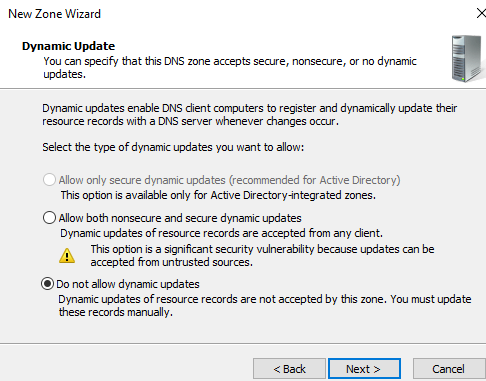 New Zone Wizard
Dynamic Update
You can specify that this DNS zone accepts secure, nonsecure, or no dynamic
updates.
Dynamic updates enable DNS client computers to register and dynamically update their
resource records with a DNS server whenever changes occur.
Select the type of dynamic updates you want to allow:
Allow only secure dynamic updates (recommended for Active Directory)
This option is available only for Active Directory-integrated zones.
Allow both nonsecure and secure dynamic updates
Dynamic updates of resource records are accepted from any client.
This option is a significant security vulnerability because updates can be
accepted from untrusted sources.
Do not allow dynamic updates
Dynamic updates of resource records are not accepted by this zone. You must update
these records manually.
< Back Next > Cancel